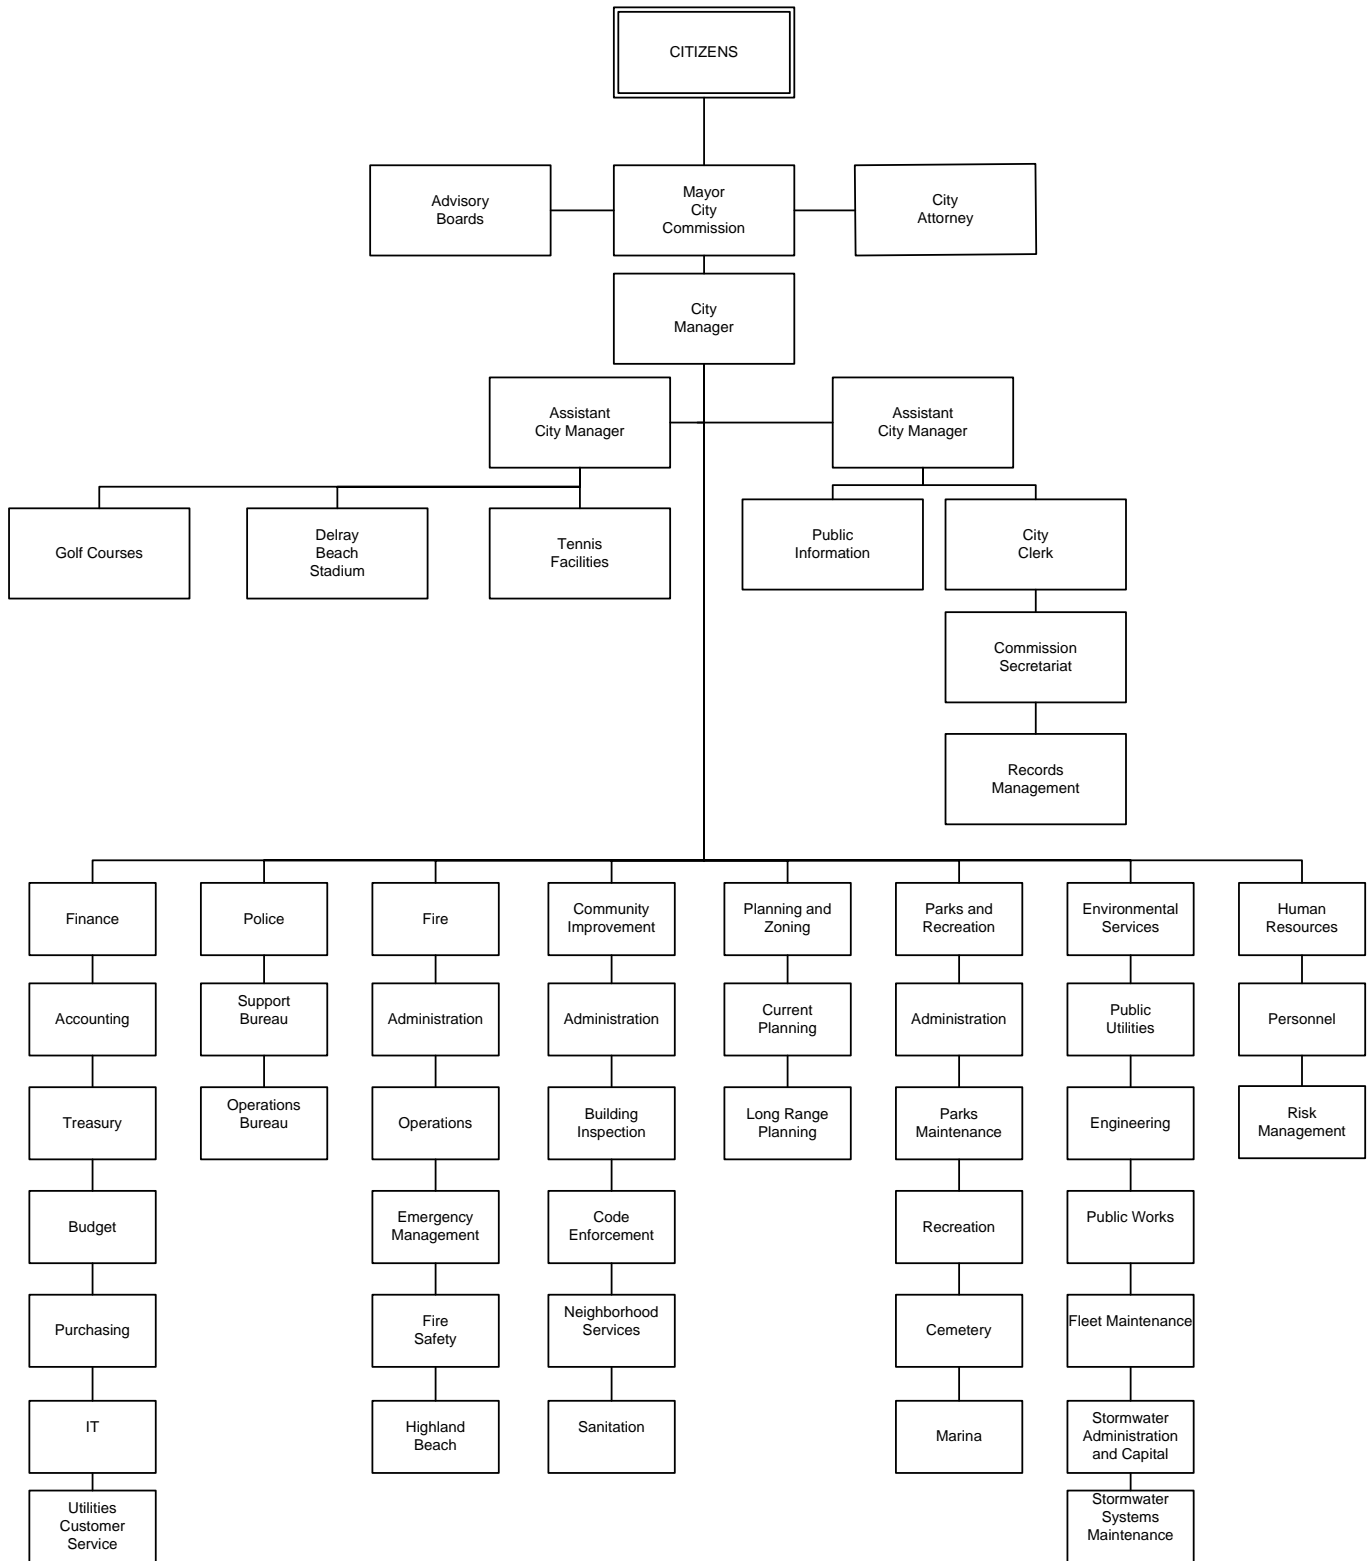 CITIZENS
Advisory
Boards
Mayor
City
Commission
City
Attorney
City
Manager
Assistant
City Manager
Assistant
City Manager
Golf Courses
Delray
Beach
Stadium
Tennis
Facilities
Public
Information
City
Clerk
Commission
Secretariat
Records
Management
Finance
Police
Fire
Community
Improvement
Planning and
Zoning
Parks and
Recreation
Environmental
Services
Human
Resources
Accounting
Support
Bureau
Administration
Administration
Current
Planning
Administration
Public
Utilities
Personnel
Treasury
Operations
Bureau
Operations
Building
Inspection
Long Range
Planning
Parks
Maintenance
Engineering
Risk
Management
Budget
Emergency
Management
Code
Enforcement
Recreation
Public Works
Purchasing
Fire
Safety
Neighborhood
Services
Cemetery
Fleet Maintenance
IT
Highland
Beach
Sanitation
Marina
Stormwater
Administration
and Capital
Utilities
Customer
Service
Stormwater
Systems
Maintenance